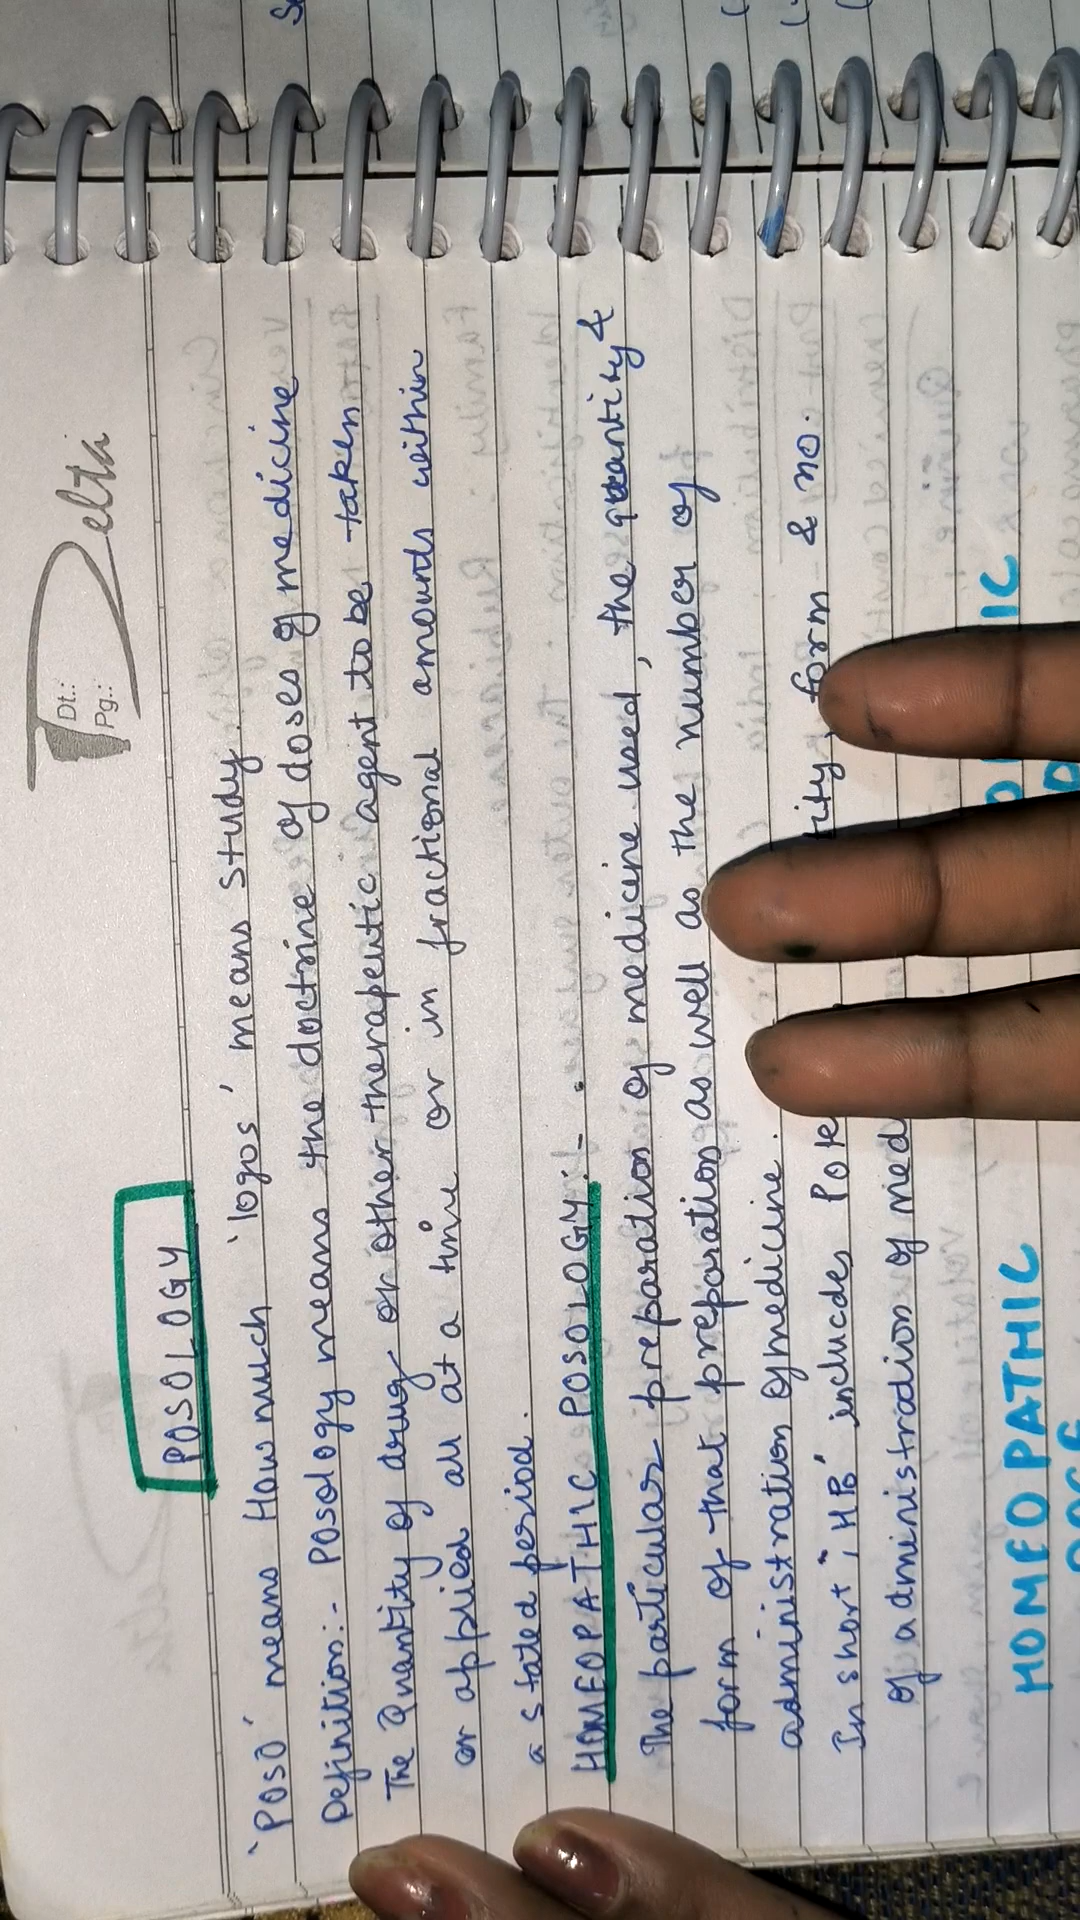 Delta
Dt.:
Pg.:
POSOLOGY
'POSO' means How much 'logos' means study.
Definition:- Posology means the doctrine of doses of medicine
The Quantity of drug or other therapeutic agent to be taken
or applied all at a time or in fractional amounts within
a stated period.
HOMEOPATHIC POSOLOGY:-
The particular preparation of medicine used, the quantity &
form of that preparation as well as the number of
administration of medicine.
In short, 'HP' includes form & no.
of administration of med
HOMEOPATHIC